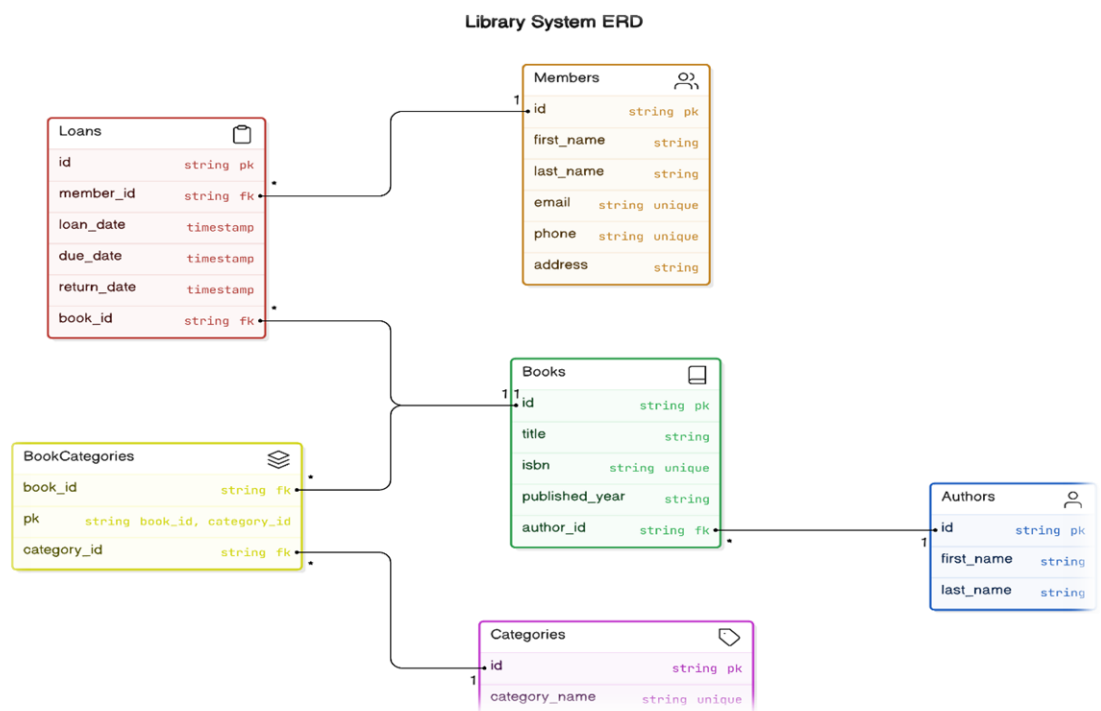 Library System ERD
Members
id string pk
first_name string
last_name string
email string unique
phone string unique
address string
1
Loans
id string pk
member_id string fk
loan_date timestamp
due_date timestamp
return_date timestamp
book_id string fk
*
*
Books
id string pk
title string
isbn string unique
published_year string
author_id string fk
1 1
*
BookCategories
book_id string fk
pk string book_id, category_id
category_id string fk
*
*
Authors
id string pk
first_name string
last_name string
1
Categories
id string pk
category_name string unique
1